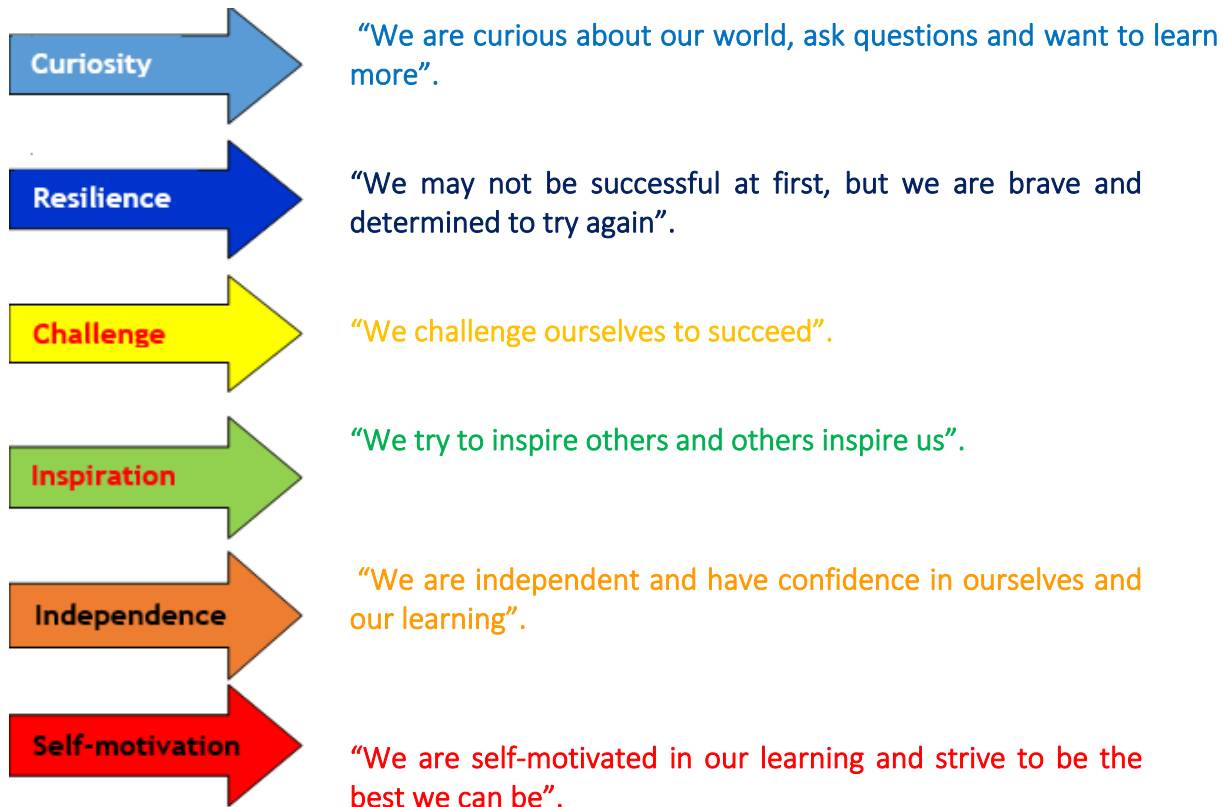 Curiosity
“We are curious about our world, ask questions and want to learn
more”.
Resilience
“We may not be successful at first, but we are brave and
determined to try again”.
Challenge
“We challenge ourselves to succeed”.
Inspiration
“We try to inspire others and others inspire us”.
Independence
“We are independent and have confidence in ourselves and
our learning”.
Self-motivation
“We are self-motivated in our learning and strive to be the
best we can be”.